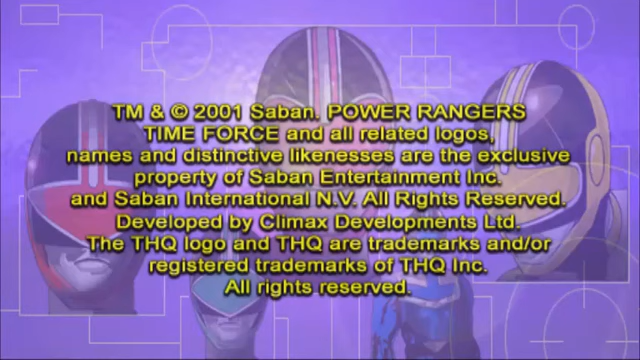 TM & © 2001 Saban. POWER RANGERS
TIME FORCE and all related logos,
names and distinctive likenesses are the exclusive
property of Saban Entertainment Inc.
and Saban International N.V. All Rights Reserved.
Developed by Climax Developments Ltd.
The THQ logo and THQ are trademarks and/or
registered trademarks of THQ Inc.
All rights reserved.